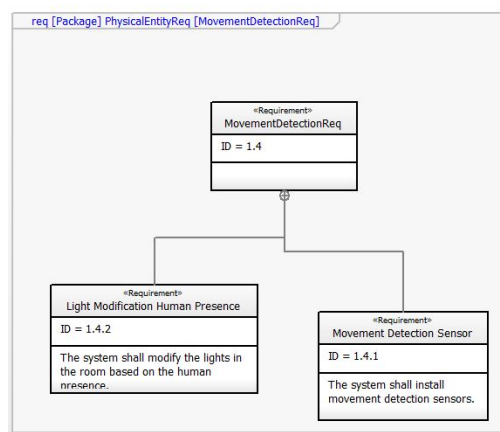 req [Package] PhysicalEntityReq [MovementDetectionReq]
«Requirement»
MovementDetectionReq
ID = 1.4
«Requirement»
Light Modification Human Presence
ID = 1.4.2
The system shall modify the lights in
the room based on the human
presence.
«Requirement»
Movement Detection Sensor
ID = 1.4.1
The system shall install
movement detection sensors.